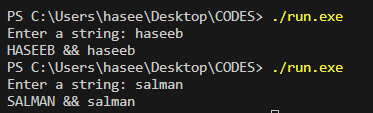 PS C:\Users\hasee\Desktop\CODES> ./run.exe
Enter a string: haseeb
HASEEB && haseeb
PS C:\Users\hasee\Desktop\CODES> ./run.exe
Enter a string: salman
SALMAN && salman